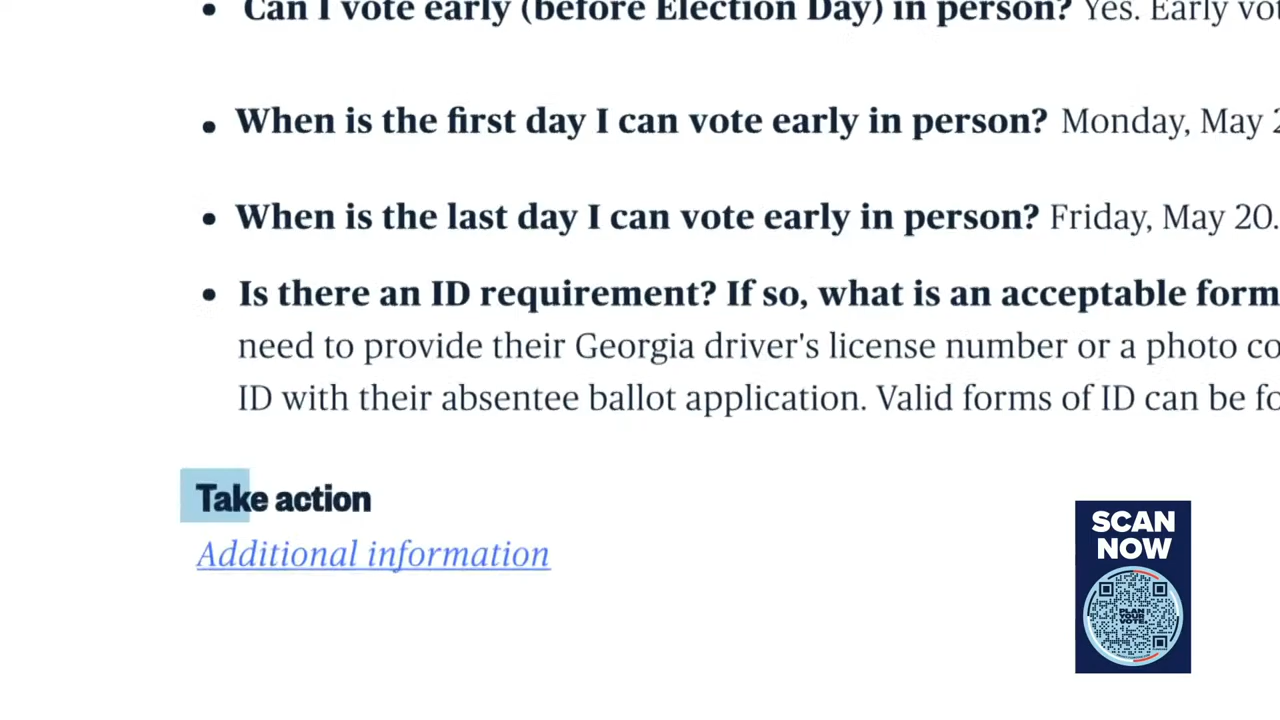 Can I vote early (before Election Day) in person? Yes. Early
When is the first day I can vote early in person? Monday, May
When is the last day I can vote early in person? Friday, May 20.
Is there an ID requirement? If so, what is an acceptable form
need to provide their Georgia driver's license number or a photo
ID with their absentee ballot application. Valid forms of ID can be
Take action
Additional information
SCAN
NOW
PLAN
YOUR
VOTE.